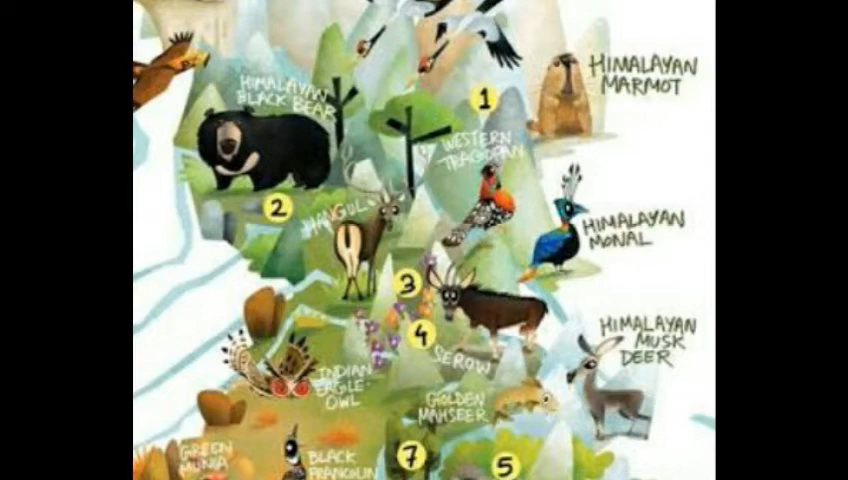 HIMALAYAN
MARMOT
HIMALAYAN
BLACK BEAR
1
WESTERN
TRAGOPAN
2
HANGUL
HIMALAYAN
MONAL
3
4
SEROW
HIMALAYAN
MUSK
DEER
INDIAN
EAGLE-
OWL
GOLDEN
MAHSEER
GREEN
MUNIA
BLACK
FRANCOLIN
7
5